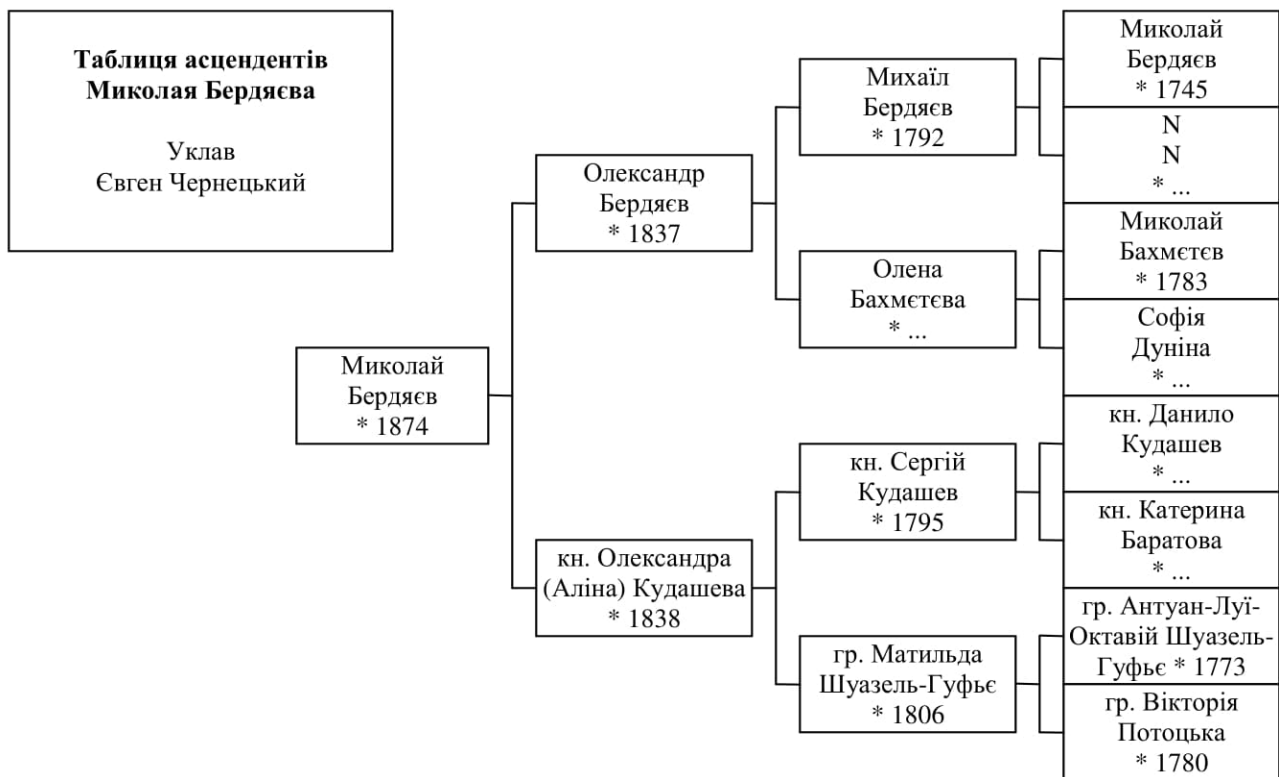 Таблиця асцендентів
Миколая Бердяєва
Уклав
Євген Чернецький
Миколай
Бердяєв
* 1874
Олександр
Бердяєв
* 1837
кн. Олександра
(Аліна) Кудашева
* 1838
Михаїл
Бердяєв
* 1792
Олена
Бахмєтєва
* ...
кн. Сергій
Кудашев
* 1795
гр. Матильда
Шуазель-Гуфьє
* 1806
Миколай
Бердяєв
* 1745
N
N
* ...
Миколай
Бахмєтєв
* 1783
Софія
Дуніна
* ...
кн. Данило
Кудашев
* ...
кн. Катерина
Баратова
* ...
гр. Антуан-Луї-
Октавій Шуазель-
Гуфьє * 1773
гр. Вікторія
Потоцька
* 1780